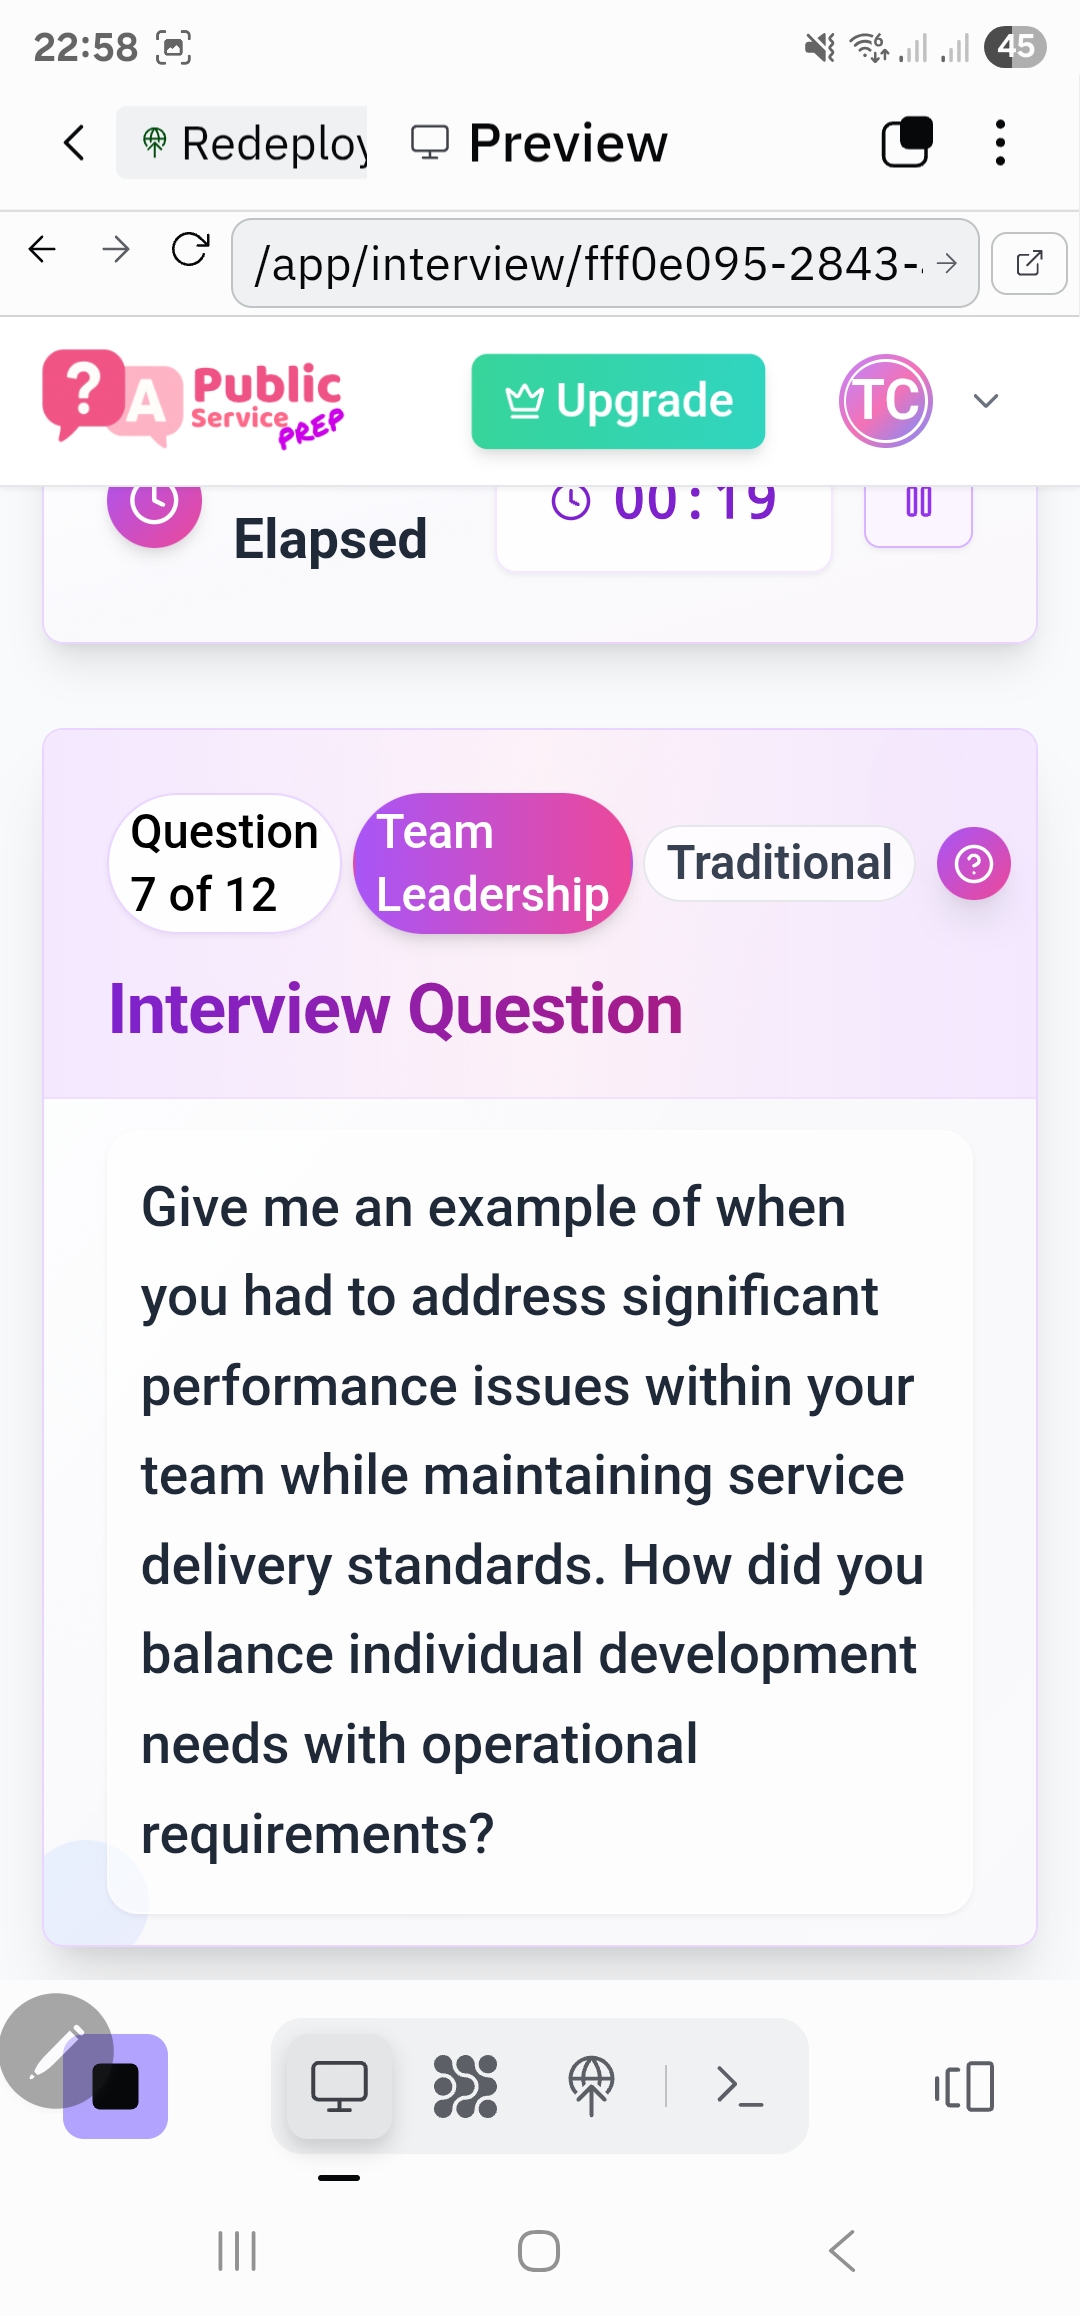 22:58
6
45
Redeploy
Preview
/app/interview/fff0e095-2843-
? A Public Service PREP
Upgrade
TC
Elapsed
00:19
Question 7 of 12
Team Leadership
Traditional
Interview Question
Give me an example of when
you had to address significant
performance issues within your
team while maintaining service
delivery standards. How did you
balance individual development
needs with operational
requirements?